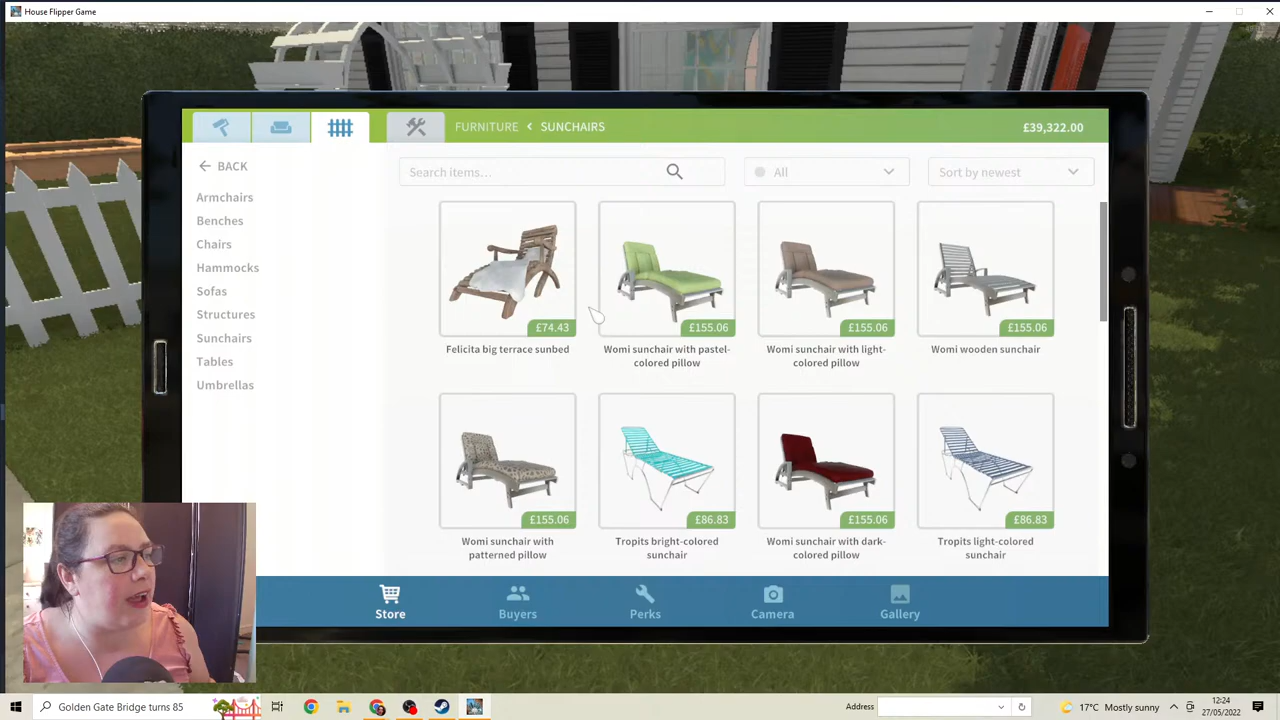 House Flipper Game
FURNITURE < SUNCHAIRS
£39,322.00
BACK
Armchairs
Benches
Chairs
Hammocks
Sofas
Structures
Sunchairs
Tables
Umbrellas
Search items...
All
Sort by newest
£74.43
£155.06
£155.06
£155.06
Felicita big terrace sunbed
Womi sunchair with pastel-
colored pillow
Womi sunchair with light-
colored pillow
Womi wooden sunchair
£155.06
£86.83
£155.06
£86.83
Womi sunchair with
patterned pillow
Tropits bright-colored
sunchair
Womi sunchair with dark-
colored pillow
Tropits light-colored
sunchair
Store
Buyers
Perks
Camera
Gallery
Golden Gate Bridge turns 85
Address
17°C Mostly sunny
12:24
27/05/2022